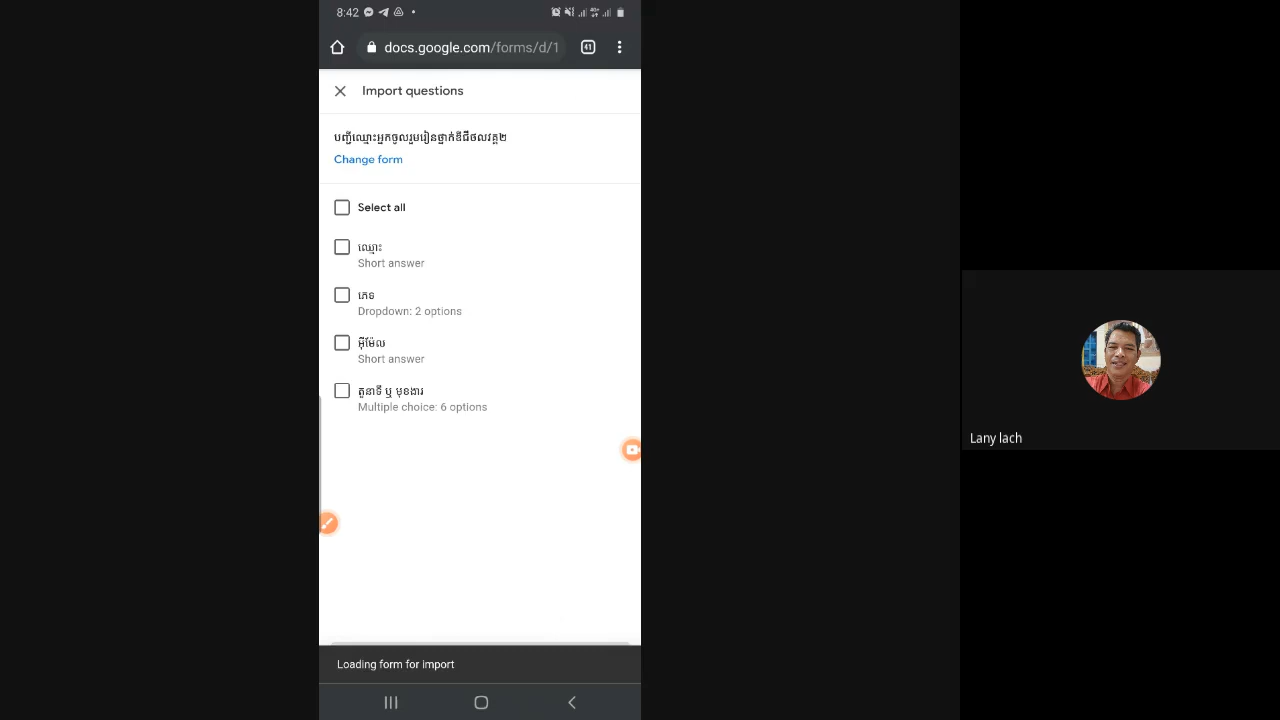 8:42
docs.google.com/forms/d/1
41
Import questions
បញ្ជីឈ្មោះអ្នកចូលរួមរៀនថ្នាក់ឌីជីថលវគ្គ២
Change form
Select all
ឈ្មោះ
Short answer
ភេទ
Dropdown: 2 options
អ៊ីម៉ែល
Short answer
តួនាទី ឬ មុខងារ
Multiple choice: 6 options
Lany lach
Loading form for import